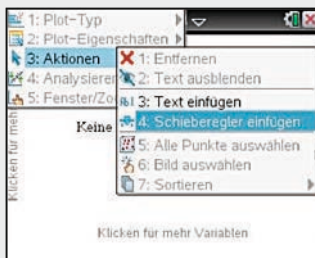 1: Plot-Typ
2: Plot-Eigenschaften
3: Aktionen
4: Analysieren
5: Fenster/Zoo
1: Entfernen
2: Text ausblenden
3: Text einfügen
4: Schieberegler einfügen
5: Alle Punkte auswählen
6: Bild auswählen
7: Sortieren
Keine
Klicken für mehr
Klicken für mehr Variablen